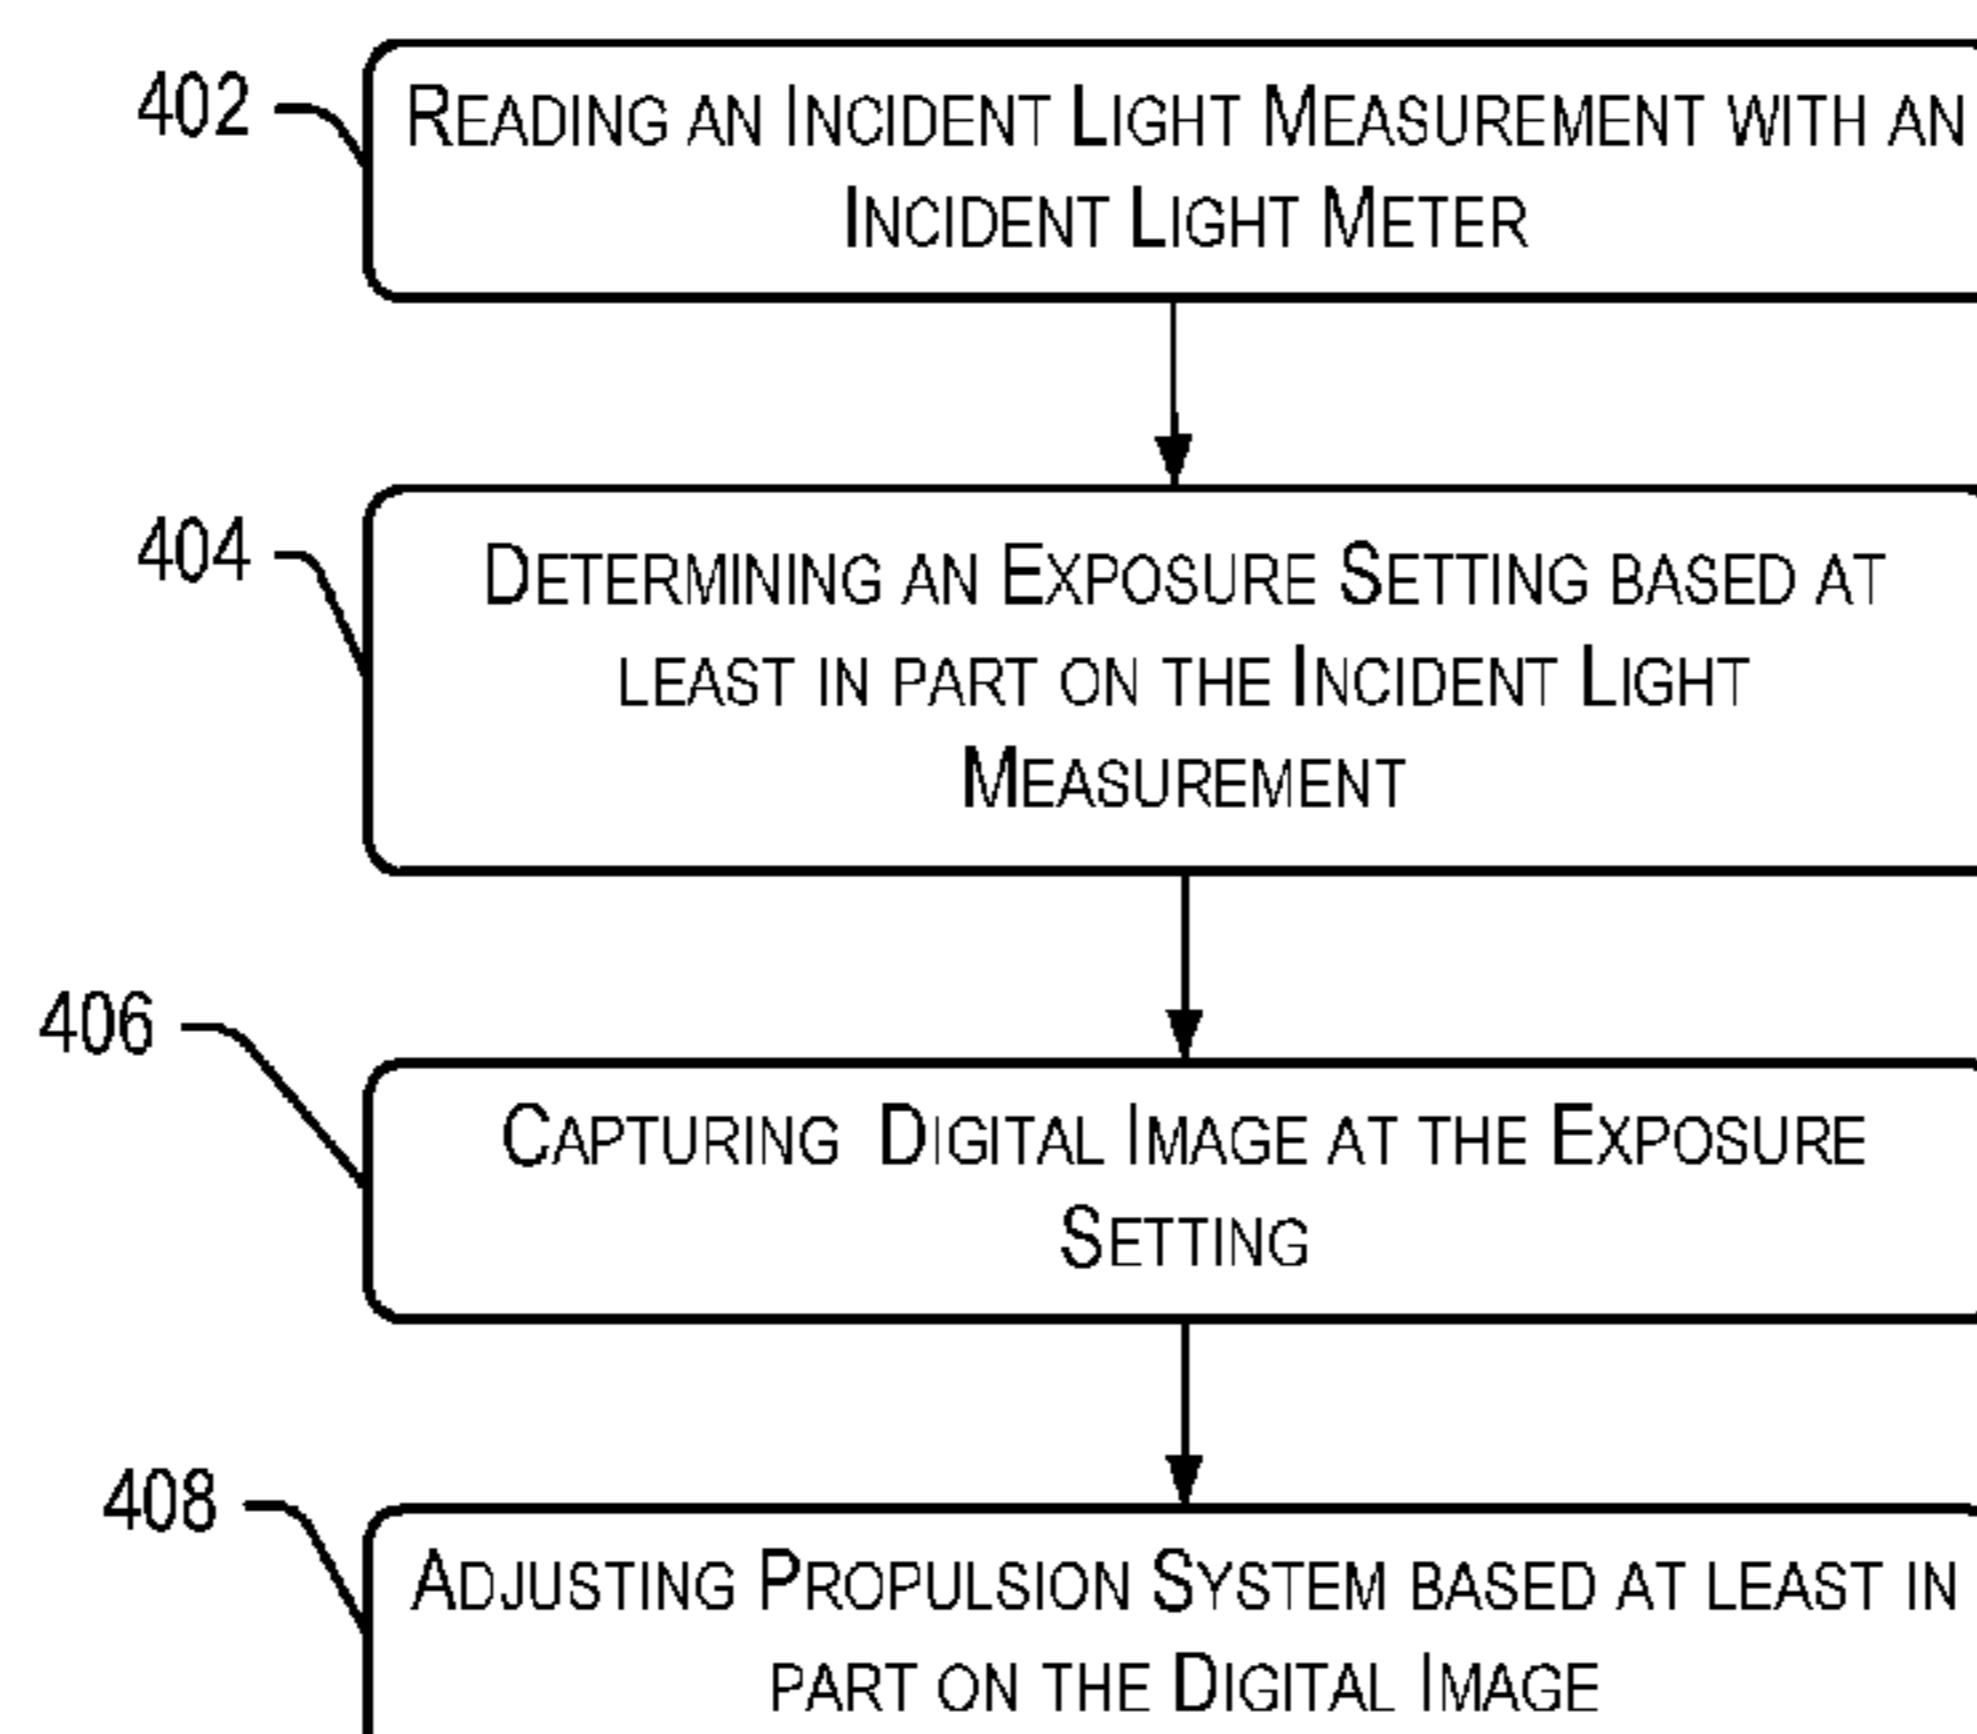 402
READING AN INCIDENT LIGHT MEASUREMENT WITH AN
INCIDENT LIGHT METER
404
DETERMINING AN EXPOSURE SETTING BASED AT
LEAST IN PART ON THE INCIDENT LIGHT
MEASUREMENT
406
CAPTURING DIGITAL IMAGE AT THE EXPOSURE
SETTING
408
ADJUSTING PROPULSION SYSTEM BASED AT LEAST IN
PART ON THE DIGITAL IMAGE